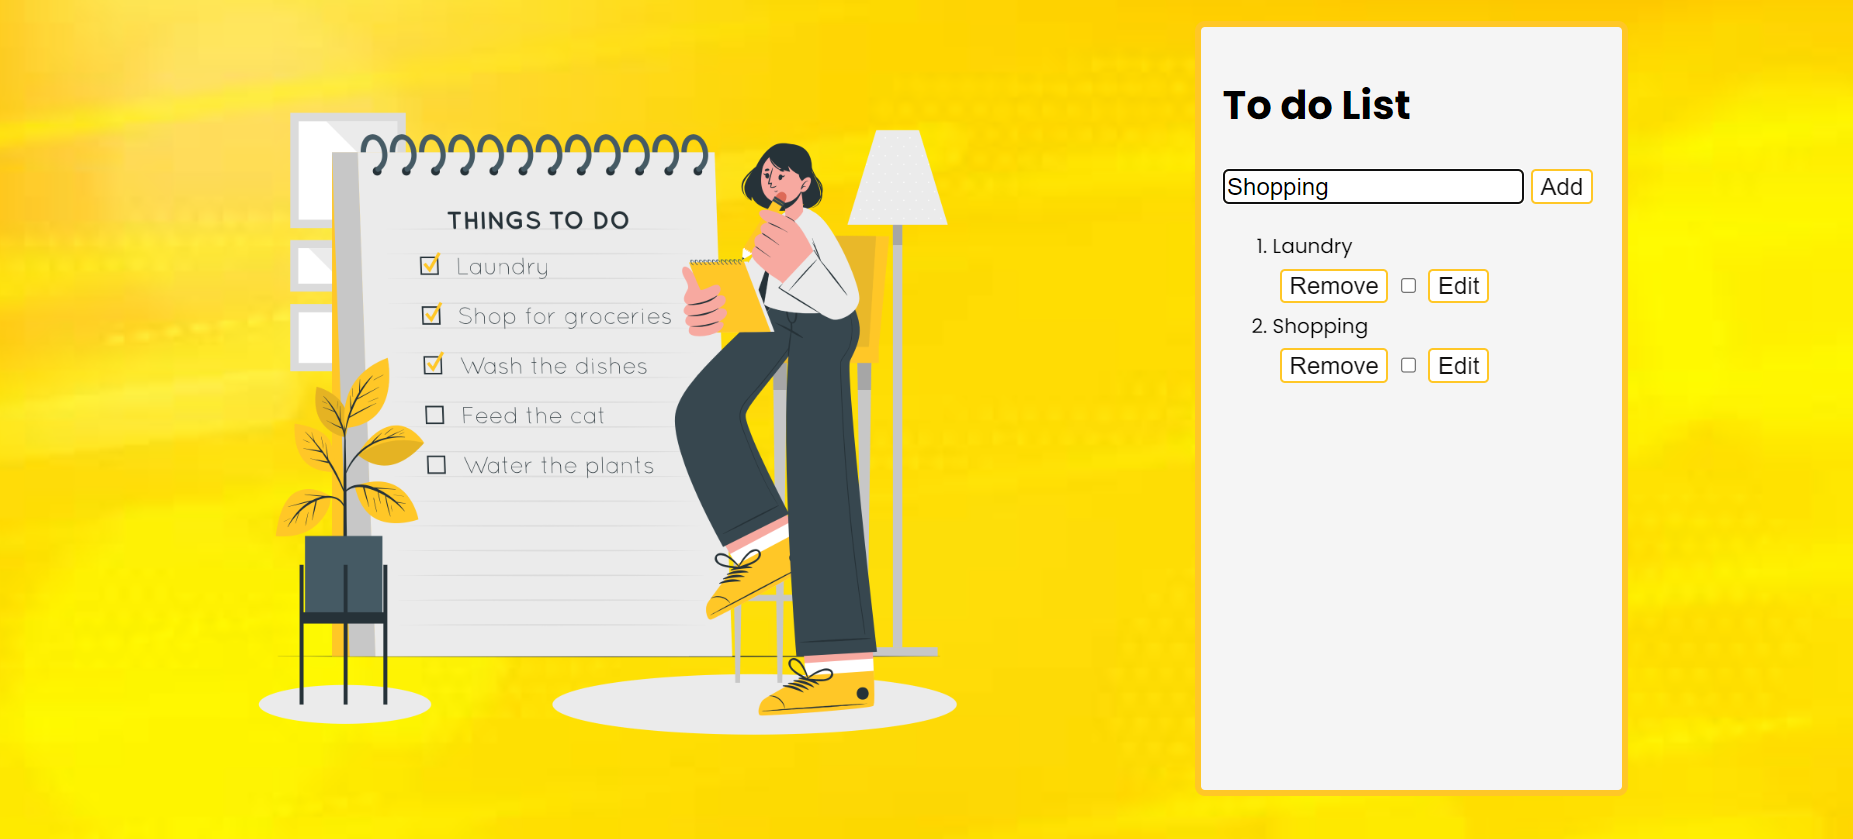 THINGS TO DO
Laundry
Shop for groceries
Wash the dishes
Feed the cat
Water the plants
To do List
Shopping Add
1. Laundry
Remove Edit
2. Shopping
Remove Edit